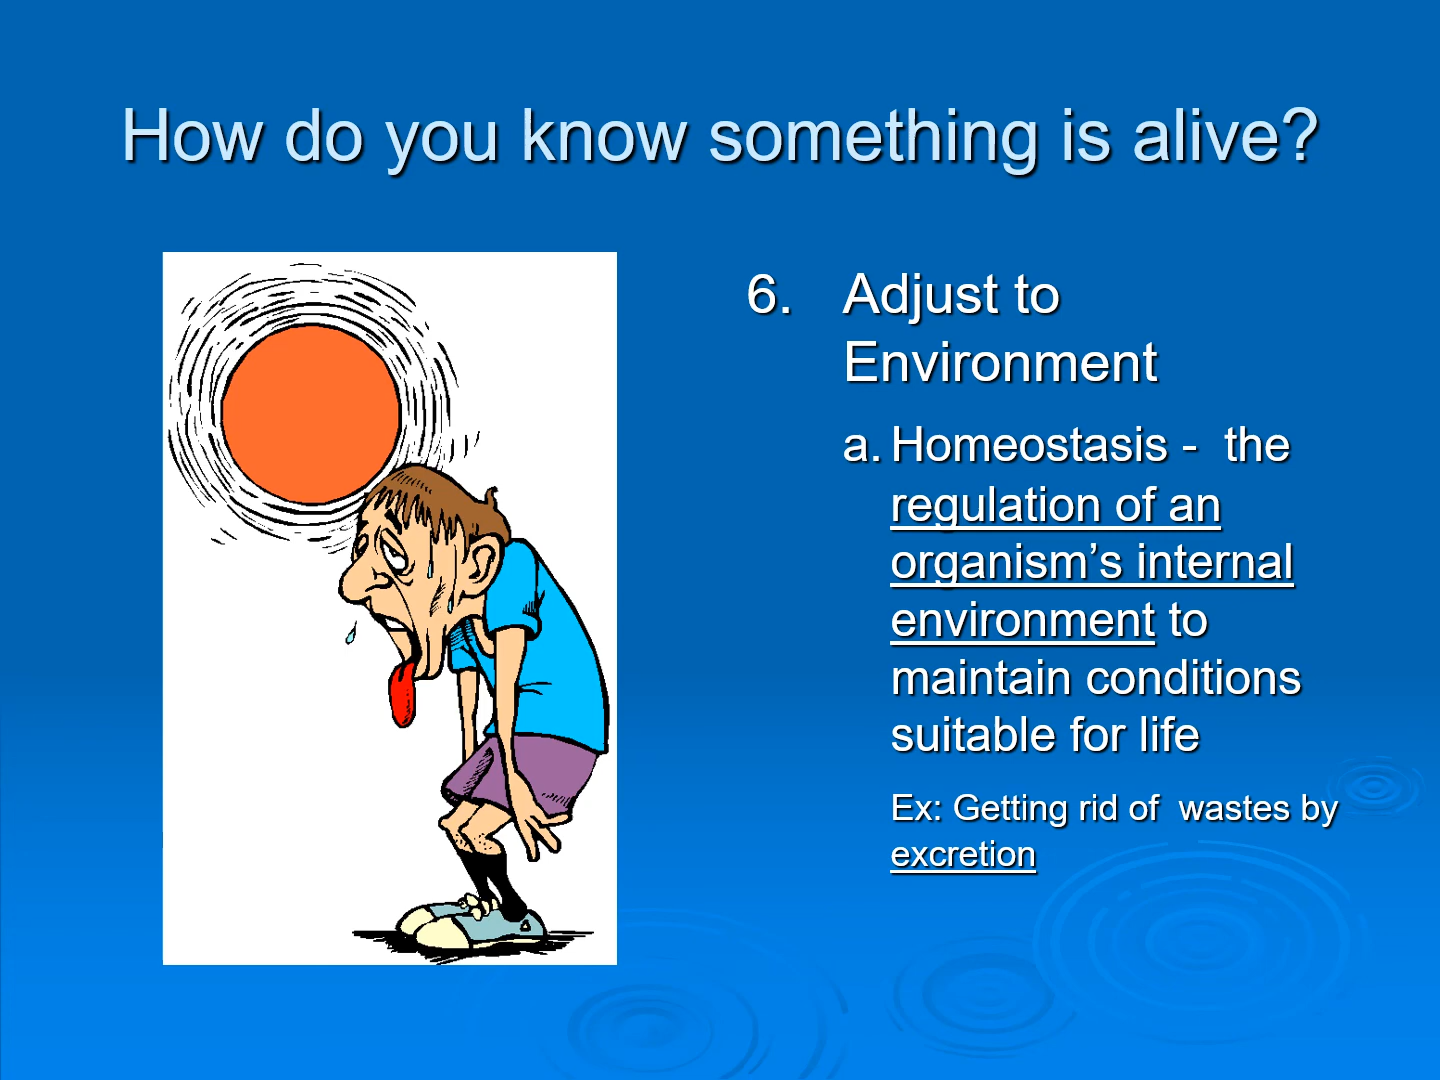 How do you know something is alive?
6. Adjust to
Environment
a. Homeostasis - the
regulation of an
organism’s internal
environment to
maintain conditions
suitable for life
Ex: Getting rid of wastes by
excretion